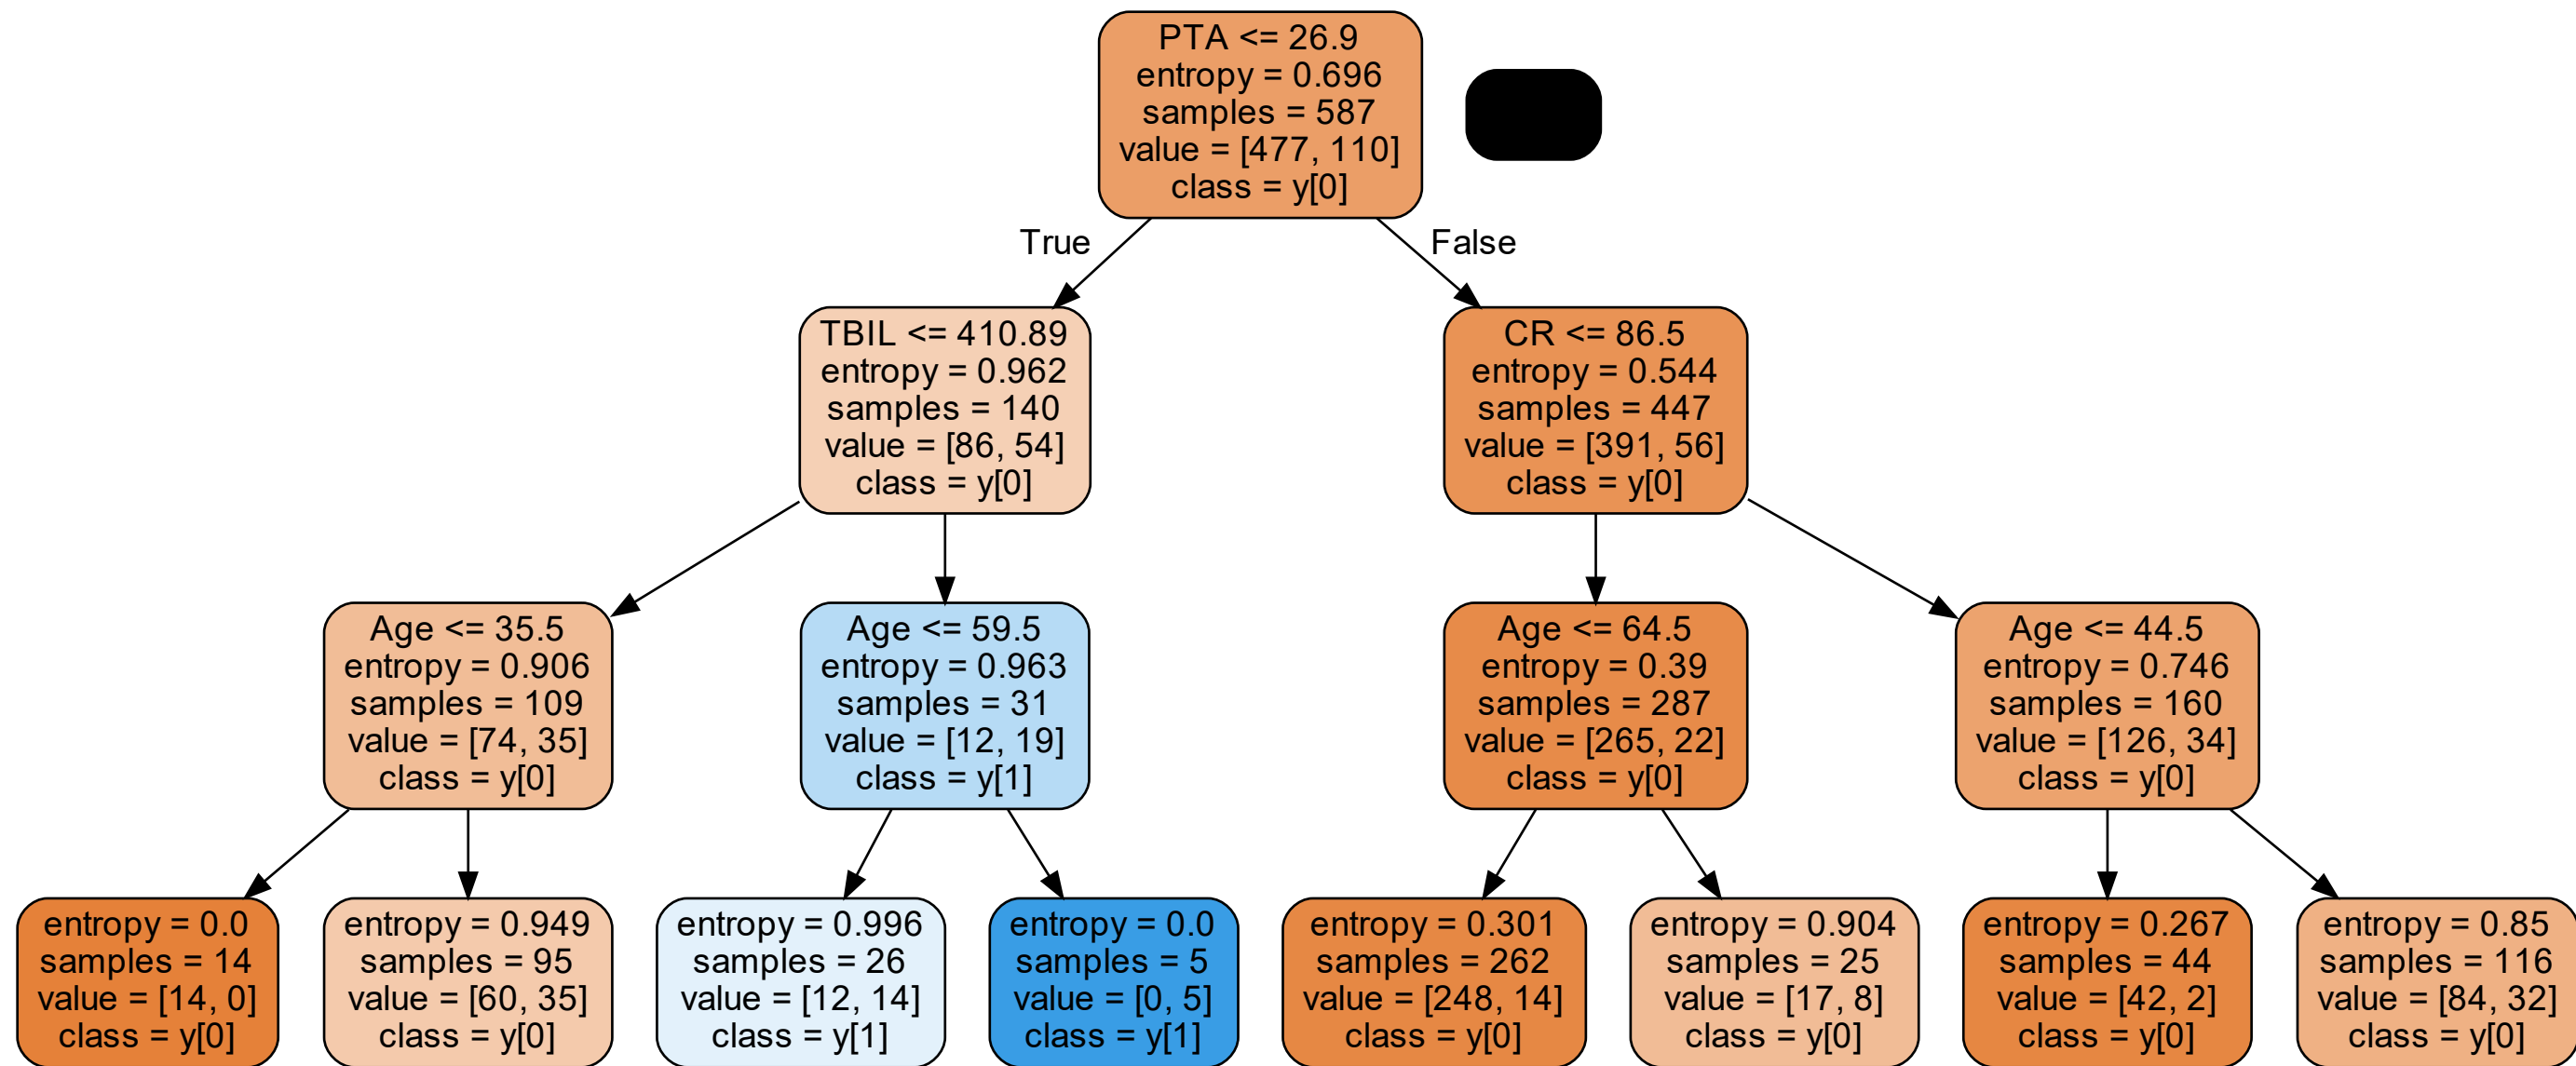 PTA <= 26.9
entropy = 0.696
samples = 587
value = [477, 110]
class = y[0]
True
False
TBIL <= 410.89
entropy = 0.962
samples = 140
value = [86, 54]
class = y[0]
CR <= 86.5
entropy = 0.544
samples = 447
value = [391, 56]
class = y[0]
Age <= 35.5
entropy = 0.906
samples = 109
value = [74, 35]
class = y[0]
Age <= 59.5
entropy = 0.963
samples = 31
value = [12, 19]
class = y[1]
Age <= 64.5
entropy = 0.39
samples = 287
value = [265, 22]
class = y[0]
Age <= 44.5
entropy = 0.746
samples = 160
value = [126, 34]
class = y[0]
entropy = 0.0
samples = 14
value = [14, 0]
class = y[0]
entropy = 0.949
samples = 95
value = [60, 35]
class = y[0]
entropy = 0.996
samples = 26
value = [12, 14]
class = y[1]
entropy = 0.0
samples = 5
value = [0, 5]
class = y[1]
entropy = 0.301
samples = 262
value = [248, 14]
class = y[0]
entropy = 0.904
samples = 25
value = [17, 8]
class = y[0]
entropy = 0.267
samples = 44
value = [42, 2]
class = y[0]
entropy = 0.85
samples = 116
value = [84, 32]
class = y[0]